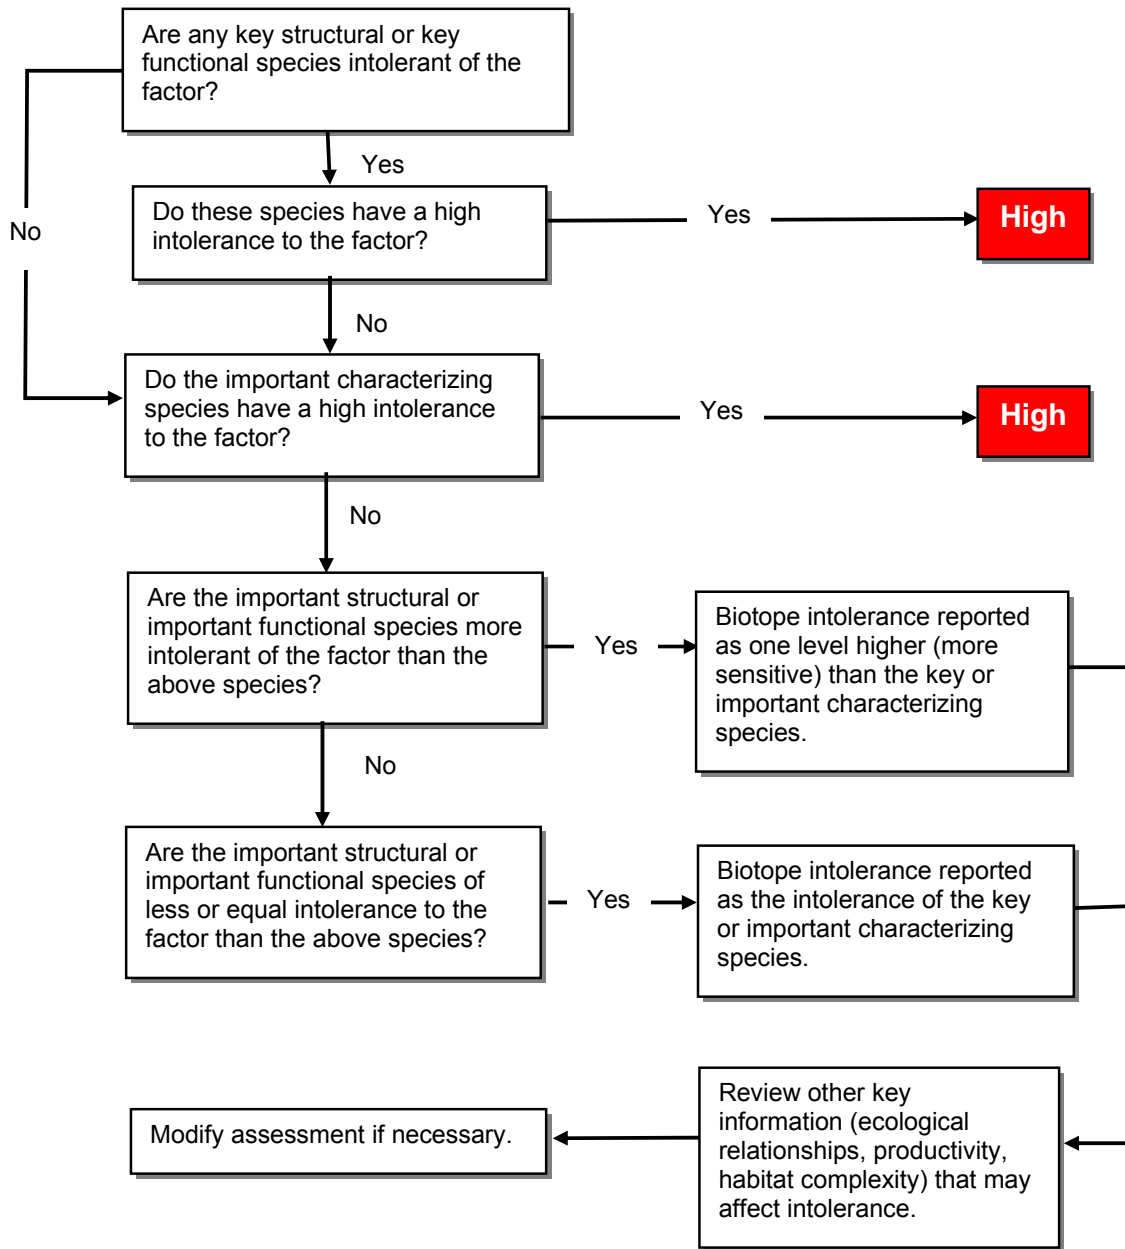 Are any key structural or key
functional species intolerant of the
factor?
Yes
No
Do these species have a high
intolerance to the factor?
Yes
High
No
Do the important characterizing
species have a high intolerance
to the factor?
Yes
High
No
Are the important structural or
important functional species more
intolerant of the factor than the
above species?
Yes
Biotope intolerance reported
as one level higher (more
sensitive) than the key or
important characterizing
species.
No
Are the important structural or
important functional species of
less or equal intolerance to the
factor than the above species?
Yes
Biotope intolerance reported
as the intolerance of the key
or important characterizing
species.
Review other key
information (ecological
relationships, productivity,
habitat complexity) that may
affect intolerance.
Modify assessment if necessary.